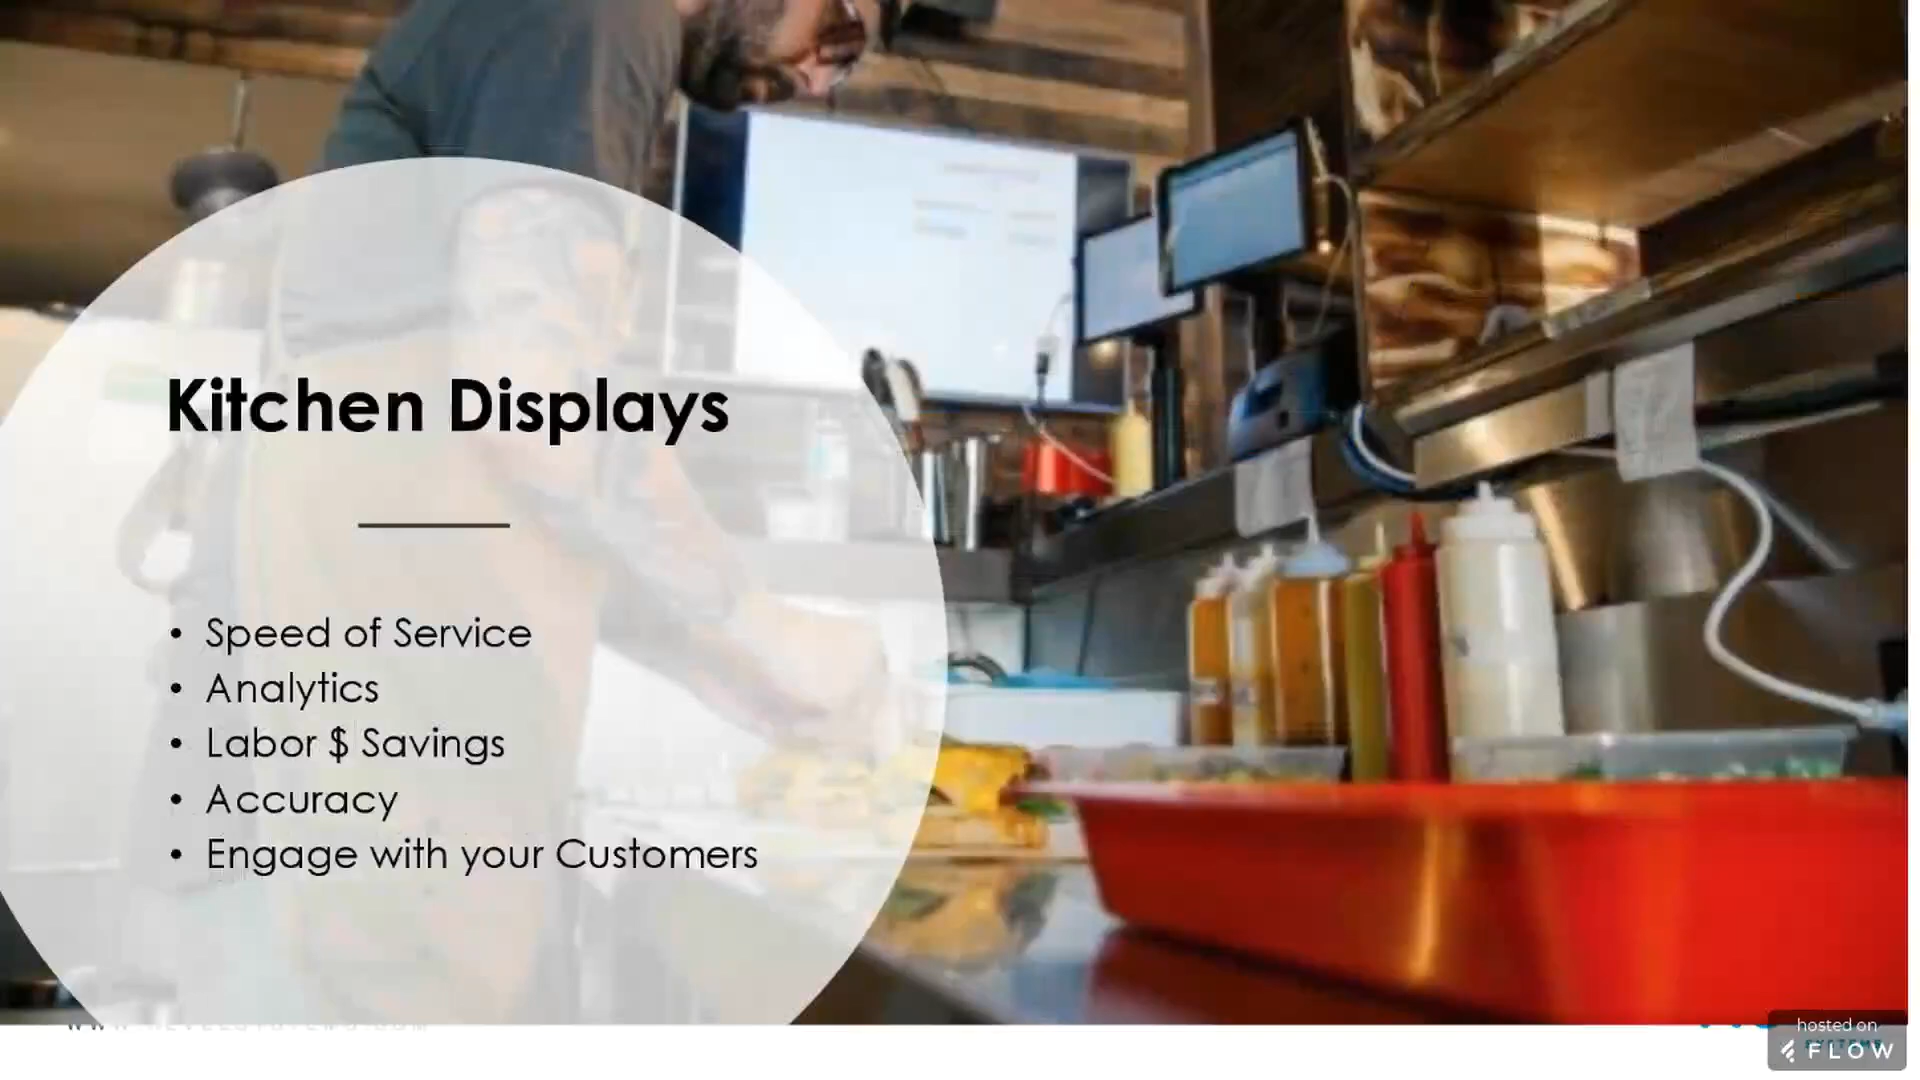 Kitchen Displays
• Speed of Service
• Analytics
• Labor $ Savings
• Accuracy
• Engage with your Customers
hosted on
FLOW